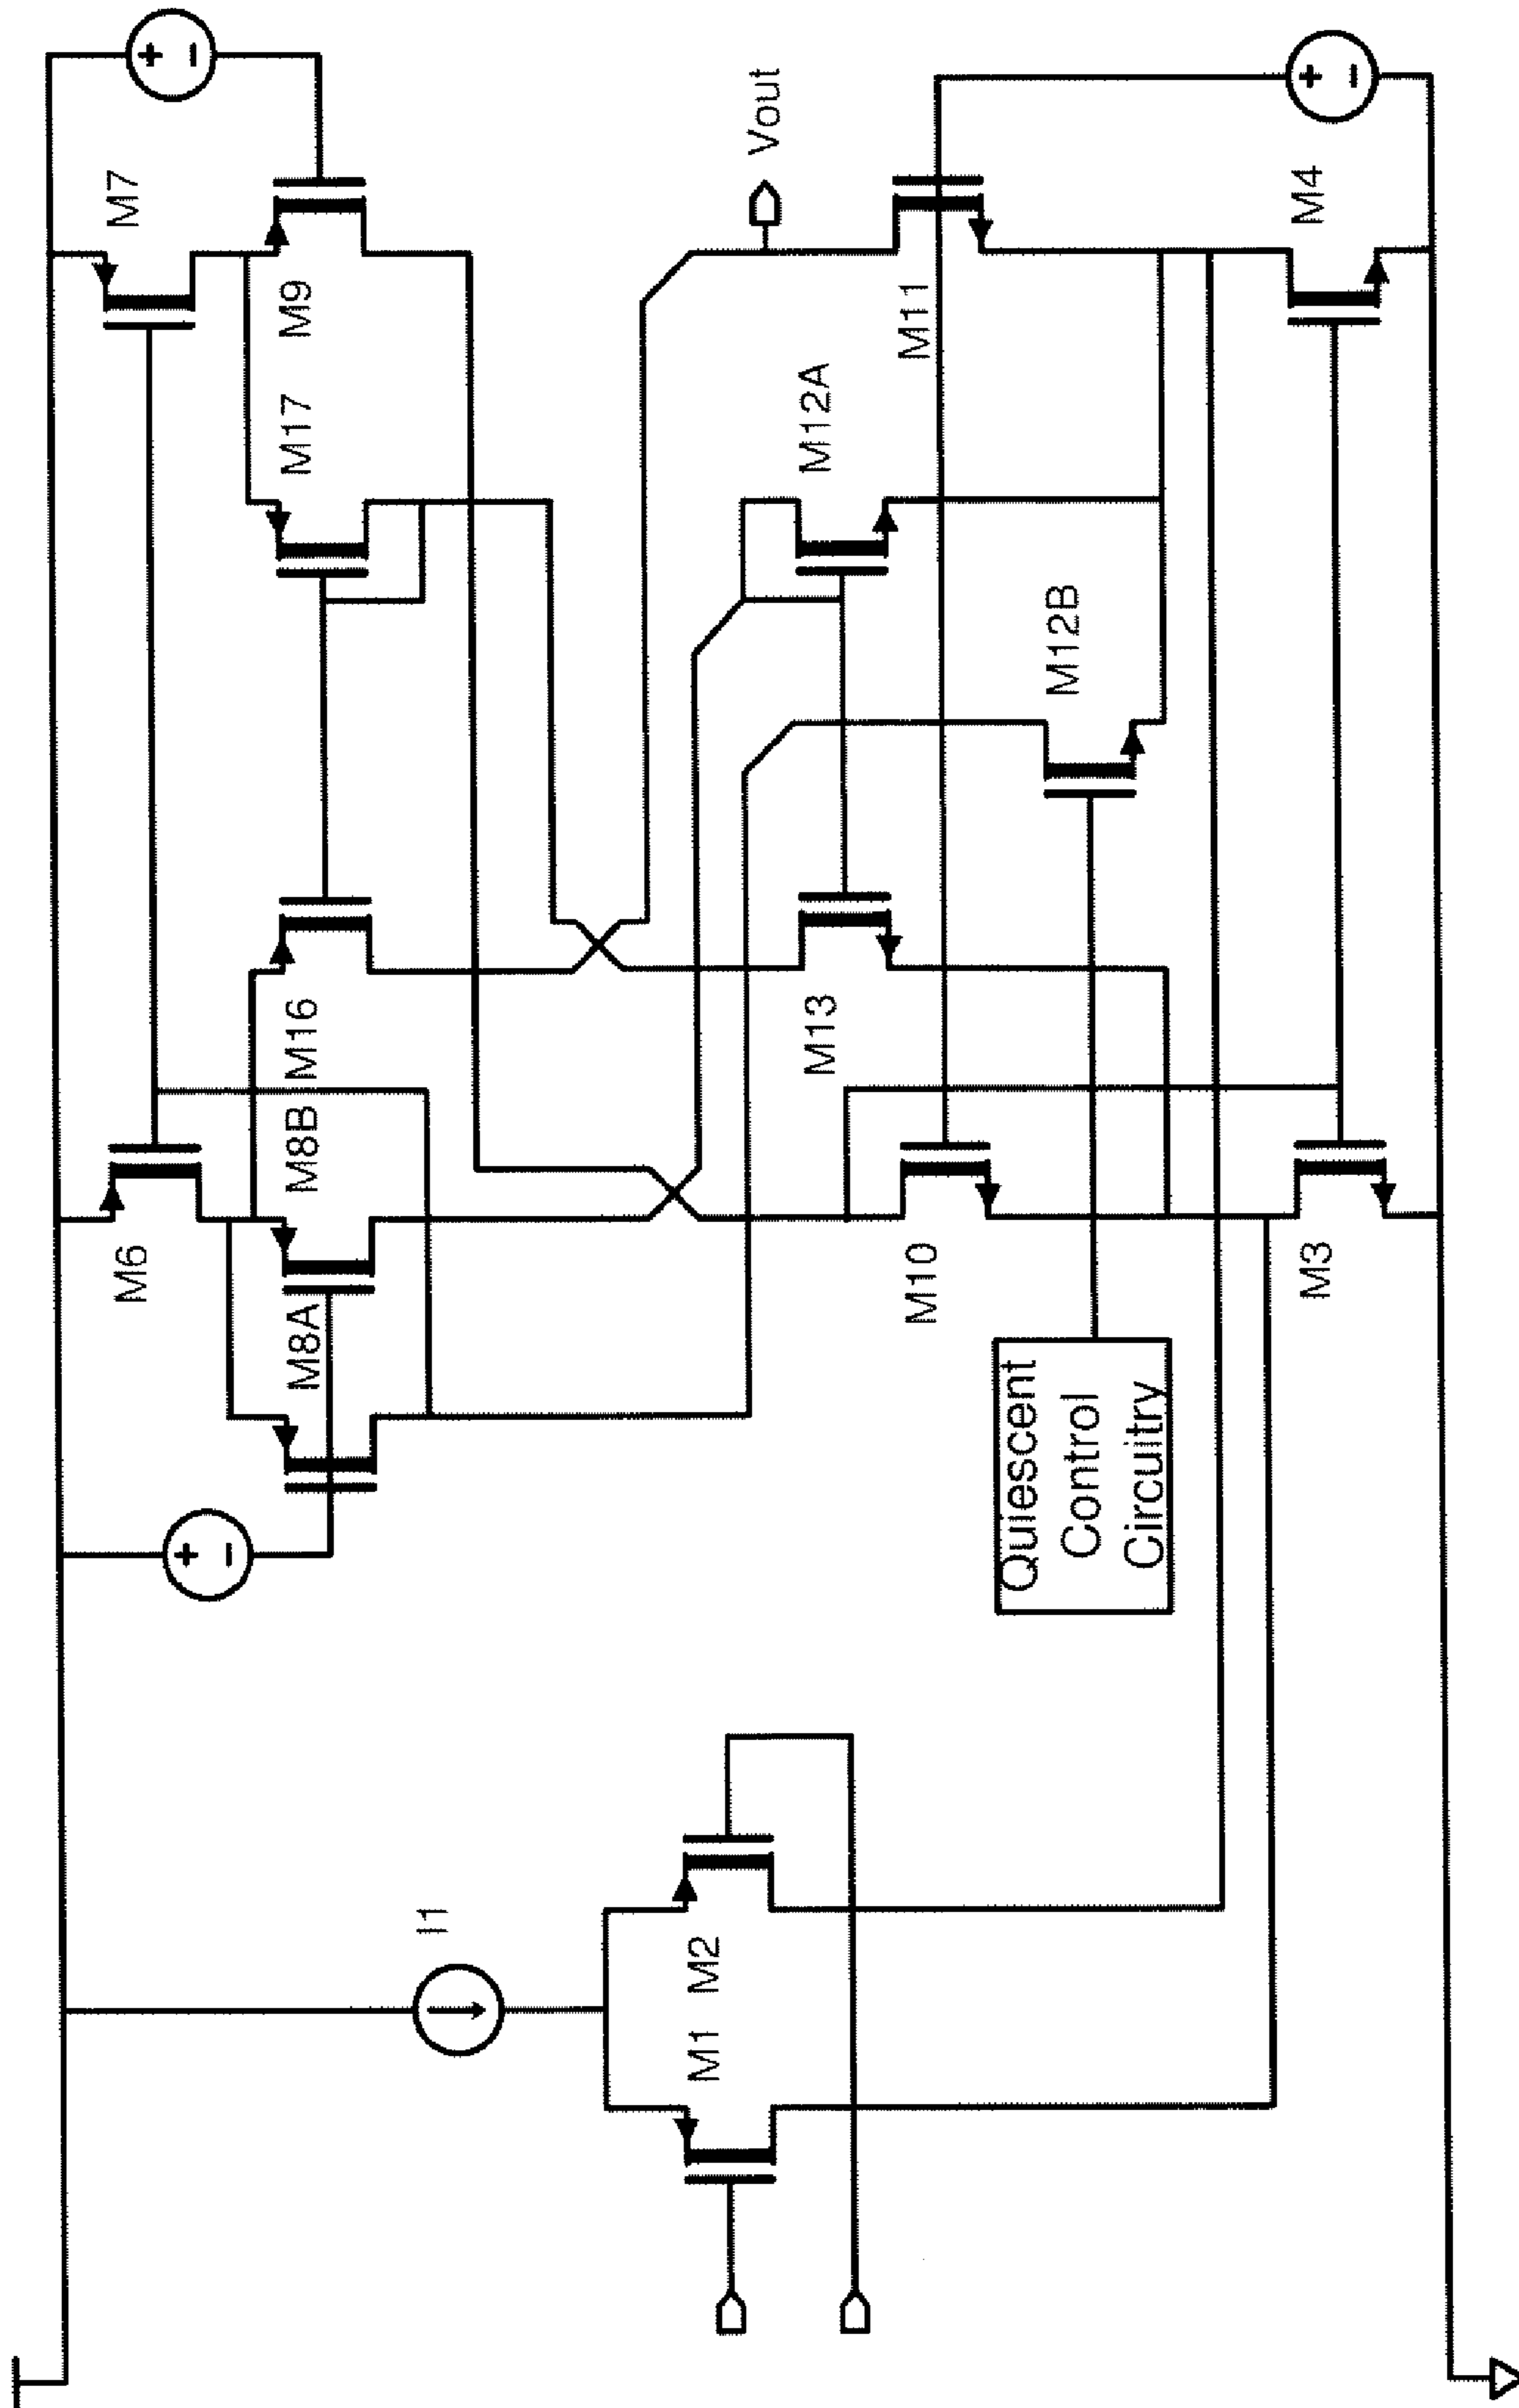 I1
M1
M2
M6
M8A
M8B
M16
M17
M9
M7
M10
M13
M12B
M12A
M11
Vout
M3
M4
Quiescent
Control
Circuitry